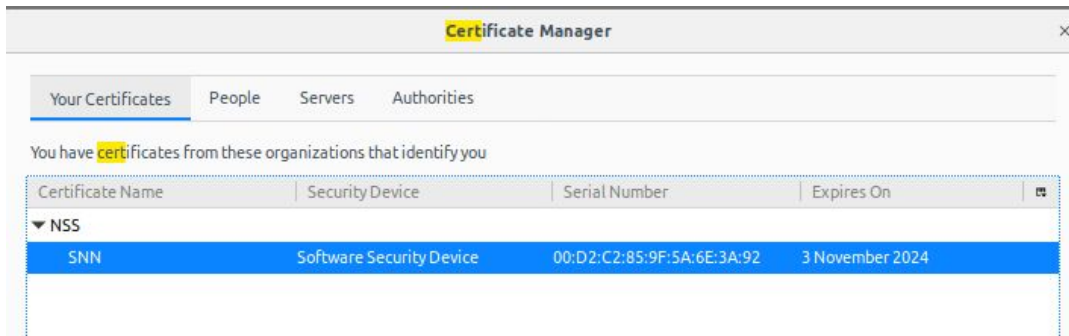 Certificate Manager
Your Certificates People Servers Authorities
You have certificates from these organizations that identify you
Certificate Name Security Device Serial Number Expires On
NSS
SNN Software Security Device 00:D2:C2:85:9F:5A:6E:3A:92 3 November 2024